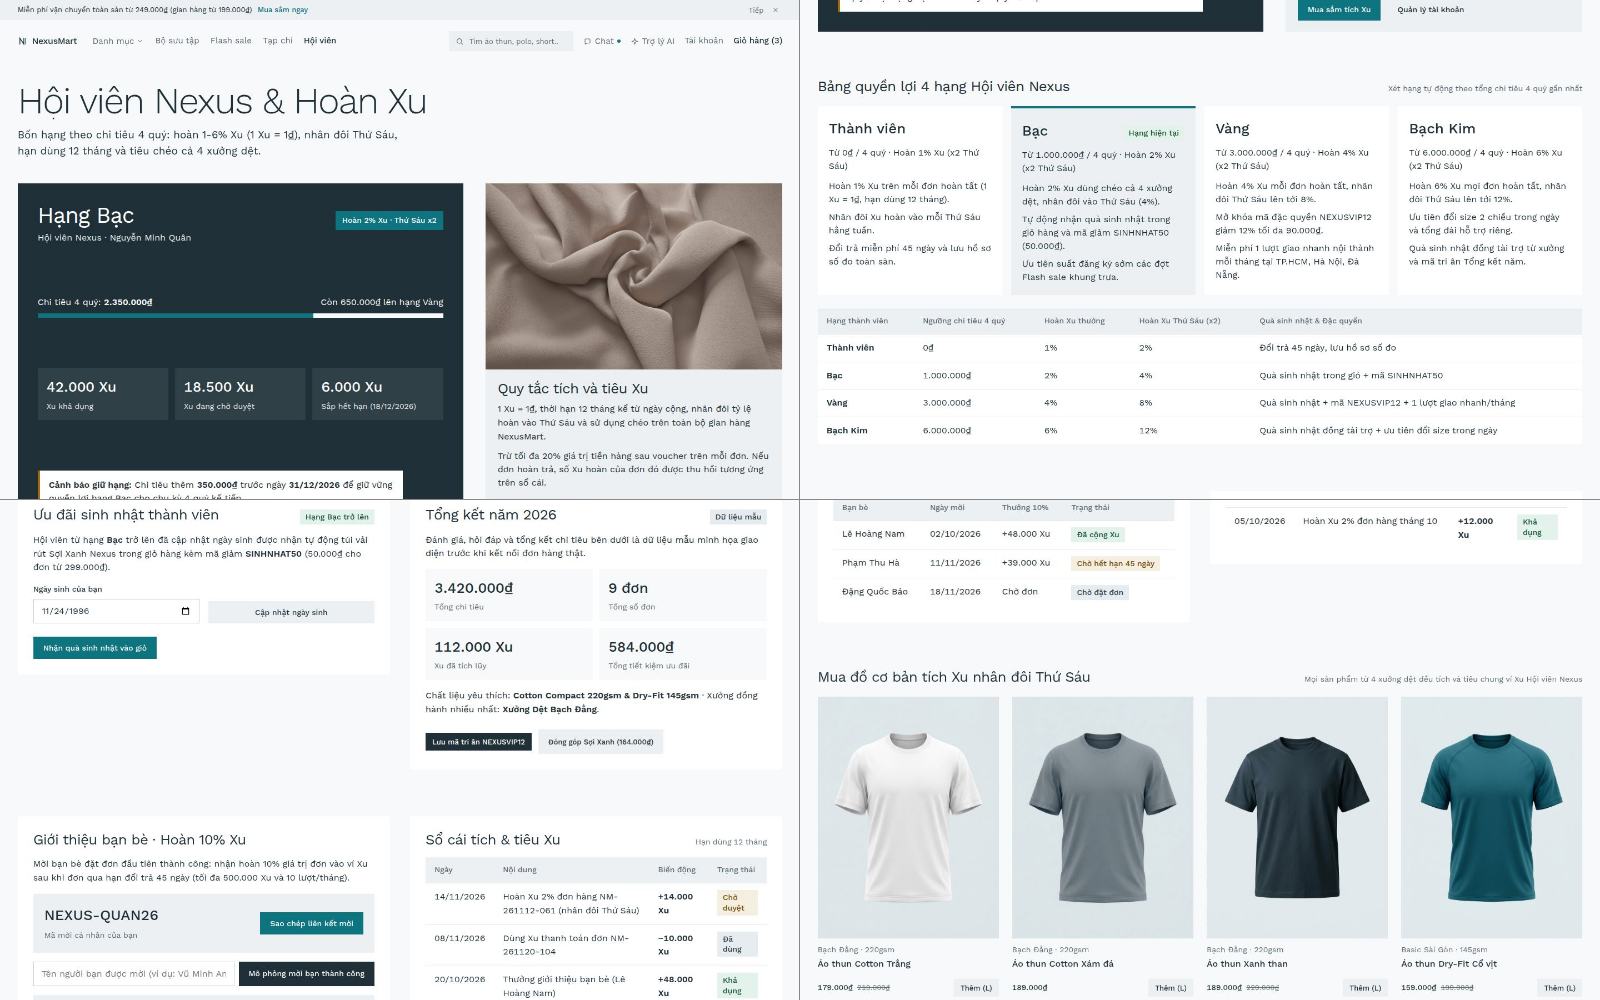 Miễn phí vận chuyển toàn sàn từ 249.000₫ (gian hàng từ 199.000₫) Mua sắm ngay
Tiếp ×
NexusMart Danh mục Bộ sưu tập Flash sale Tạp chí Hội viên
Tìm áo thun, polo, short.. Chat Trợ lý AI Tài khoản Giỏ hàng (3)
Hội viên Nexus & Hoàn Xu
Bốn hạng theo chi tiêu 4 quý: hoàn 1-6% Xu (1 Xu = 1₫), nhân đôi Thứ Sáu,
hạn dùng 12 tháng và tiêu chéo cả 4 xưởng dệt.
Hạng Bạc
Hoàn 2% Xu · Thứ Sáu x2
Hội viên Nexus · Nguyễn Minh Quân
Chi tiêu 4 quý: 2.350.000₫
Còn 650.000₫ lên hạng Vàng
42.000 Xu
Xu khả dụng
18.500 Xu
Xu đang chờ duyệt
6.000 Xu
Sắp hết hạn (18/12/2026)
Cảnh báo giữ hạng: Chi tiêu thêm 350.000₫ trước ngày 31/12/2026 để giữ vững
quyền lợi hạng Bạc cho chu kỳ 4 quý kế tiếp.
Quy tắc tích và tiêu Xu
1 Xu = 1₫, thời hạn 12 tháng kể từ ngày cộng, nhân đôi tỷ lệ
hoàn vào Thứ Sáu và sử dụng chéo trên toàn bộ gian hàng
NexusMart.
Trừ tối đa 20% giá trị tiền hàng sau voucher trên mỗi đơn. Nếu
đơn hoàn trả, số Xu hoàn của đơn đó được thu hồi tương ứng
trên sổ cái.
Mua sắm tích Xu
Quản lý tài khoản
Bảng quyền lợi 4 hạng Hội viên Nexus
Xét hạng tự động theo tổng chi tiêu 4 quý gần nhất
Thành viên
Từ 0₫ / 4 quý · Hoàn 1% Xu (x2 Thứ
Sáu)
Hoàn 1% Xu trên mỗi đơn hoàn tất (1
Xu = 1₫, hạn dùng 12 tháng).
Nhân đôi Xu hoàn vào mỗi Thứ Sáu
hằng tuần.
Đổi trả miễn phí 45 ngày và lưu hồ sơ
số đo toàn sàn.
Bạc
Hạng hiện tại
Từ 1.000.000₫ / 4 quý · Hoàn 2% Xu
(x2 Thứ Sáu)
Hoàn 2% Xu dùng chéo cả 4 xưởng
dệt, nhân đôi vào Thứ Sáu (4%).
Tự động nhận quà sinh nhật trong
giỏ hàng và mã giảm SINHNHAT50
(50.000₫).
Ưu tiên suất đăng ký sớm các đợt
Flash sale khung trưa.
Vàng
Từ 3.000.000₫ / 4 quý · Hoàn 4% Xu
(x2 Thứ Sáu)
Hoàn 4% Xu mỗi đơn hoàn tất, nhân
đôi Thứ Sáu lên tới 8%.
Mở khóa mã đặc quyền NEXUSVIP12
giảm 12% tối đa 90.000₫.
Miễn phí 1 lượt giao nhanh nội thành
mỗi tháng tại TP.HCM, Hà Nội, Đà
Nẵng.
Bạch Kim
Từ 6.000.000₫ / 4 quý · Hoàn 6% Xu
(x2 Thứ Sáu)
Hoàn 6% Xu mọi đơn hoàn tất, nhân
đôi Thứ Sáu lên tới 12%.
Ưu tiên đổi size 2 chiều trong ngày
và tổng đài hỗ trợ riêng.
Quà sinh nhật đồng tài trợ từ xưởng
và mã tri ân Tổng kết năm.
Hạng thành viên Ngưỡng chi tiêu 4 quý Hoàn Xu thường Hoàn Xu Thứ Sáu (x2) Quà sinh nhật & Đặc quyền
Thành viên 0₫ 1% 2% Đổi trả 45 ngày, lưu hồ sơ số đo
Bạc 1.000.000₫ 2% 4% Quà sinh nhật trong giỏ + mã SINHNHAT50
Vàng 3.000.000₫ 4% 8% Quà sinh nhật + mã NEXUSVIP12 + 1 lượt giao nhanh/tháng
Bạch Kim 6.000.000₫ 6% 12% Quà sinh nhật đồng tài trợ + ưu tiên đổi size trong ngày
Ưu đãi sinh nhật thành viên
Hạng Bạc trở lên
Hội viên từ hạng Bạc trở lên đã cập nhật ngày sinh được nhận tự động túi vải
rút Sợi Xanh Nexus trong giỏ hàng kèm mã giảm SINHNHAT50 (50.000₫ cho
đơn từ 299.000₫).
Ngày sinh của bạn
11/24/1996
Cập nhật ngày sinh
Nhận quà sinh nhật vào giỏ
Tổng kết năm 2026
Dữ liệu mẫu
Đánh giá, hỏi đáp và tổng kết chi tiêu bên dưới là dữ liệu mẫu minh họa giao
diện trước khi kết nối đơn hàng thật.
3.420.000₫
Tổng chi tiêu
9 đơn
Tổng số đơn
112.000 Xu
Xu đã tích lũy
584.000₫
Tổng tiết kiệm ưu đãi
Chất liệu yêu thích: Cotton Compact 220gsm & Dry-Fit 145gsm · Xưởng đồng
hành nhiều nhất: Xưởng Dệt Bạch Đằng.
Lưu mã tri ân NEXUSVIP12
Đóng góp Sợi Xanh (164.000₫)
Giới thiệu bạn bè · Hoàn 10% Xu
Mời bạn bè đặt đơn đầu tiên thành công: nhận hoàn 10% giá trị đơn vào ví Xu
sau khi đơn qua hạn đổi trả 45 ngày (tối đa 500.000 Xu và 10 lượt/tháng).
NEXUS-QUAN26
Mã mời cá nhân của bạn
Sao chép liên kết mời
Tên người bạn được mời (ví dụ: Vũ Minh An
Mô phỏng mời bạn thành công
Sổ cái tích & tiêu Xu
Hạn dùng 12 tháng
Ngày Nội dung Biến động Trạng thái
14/11/2026 Hoàn Xu 2% đơn hàng NM-261112-061 (nhân đôi Thứ Sáu) +14.000 Xu Chờ duyệt
08/11/2026 Dùng Xu thanh toán đơn NM-261120-104 −10.000 Xu Đã dùng
20/10/2026 Thưởng giới thiệu bạn bè (Lê Hoàng Nam) +48.000 Xu Khả dụng
Bạn bè Ngày mời Thưởng 10% Trạng thái
Lê Hoàng Nam 02/10/2026 +48.000 Xu Đã cộng Xu
Phạm Thu Hà 11/11/2026 +39.000 Xu Chờ hết hạn 45 ngày
Đặng Quốc Bảo 18/11/2026 Chờ đơn Chờ đặt đơn
05/10/2026 Hoàn Xu 2% đơn hàng tháng 10 +12.000 Xu Khả dụng
Mua đồ cơ bản tích Xu nhân đôi Thứ Sáu
Mọi sản phẩm từ 4 xưởng dệt đều tích và tiêu chung ví Xu Hội viên Nexus
Bạch Đằng · 220gsm
Áo thun Cotton Trắng
179.000₫ 219.000₫ Thêm (L)
Bạch Đằng · 220gsm
Áo thun Cotton Xám đá
189.000₫ Thêm (L)
Bạch Đằng · 220gsm
Áo thun Xanh than
189.000₫ 229.000₫ Thêm (L)
Basic Sài Gòn · 145gsm
Áo thun Dry-Fit Cổ vịt
159.000₫ 199.000₫ Thêm (L)